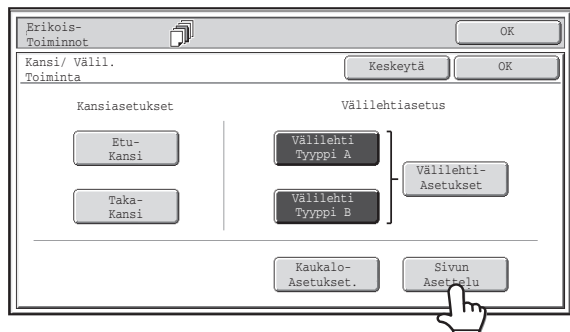 Erikois-
Toiminnot
OK
Kansi/ Välil.
Toiminta
Keskeytä
OK
Kansiasetukset
Välilehtiasetus
Etu-
Kansi
Välilehti
Tyyppi A
Välilehti-
Asetukset
Taka-
Kansi
Välilehti
Tyyppi B
Kaukalo-
Asetukset.
Sivun
Asettelu